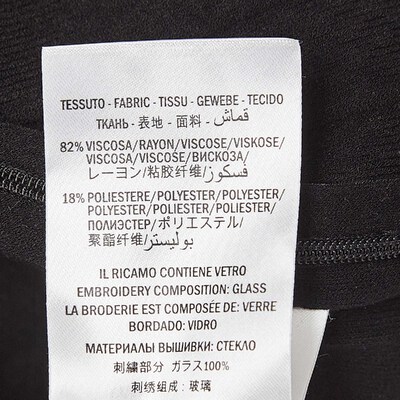 TESSUTO - FABRIC - TISSU - GEWEBE - TECIDO
ТКАНЬ - 表地 - 面料 - قماش
82% VISCOSA/RAYON/VISCOSE/VISKOSE/
VISCOSA/VISCOSE/ВИСКОЗА/
レーヨン/粘胶纤维/فسكوز
18% POLIESTERE/POLYESTER/POLYESTER/
POLYESTER/POLIESTER/POLIESTER/
ПОЛИЭСТЕР/ポリエステル/
聚酯纤维/بوليستر
IL RICAMO CONTIENE VETRO
EMBROIDERY COMPOSITION: GLASS
LA BRODERIE EST COMPOSÉE DE: VERRE
BORDADO: VIDRO
МАТЕРИАЛЫ ВЫШИВКИ: СТЕКЛО
刺繍部分 ガラス100%
刺绣组成: 玻璃